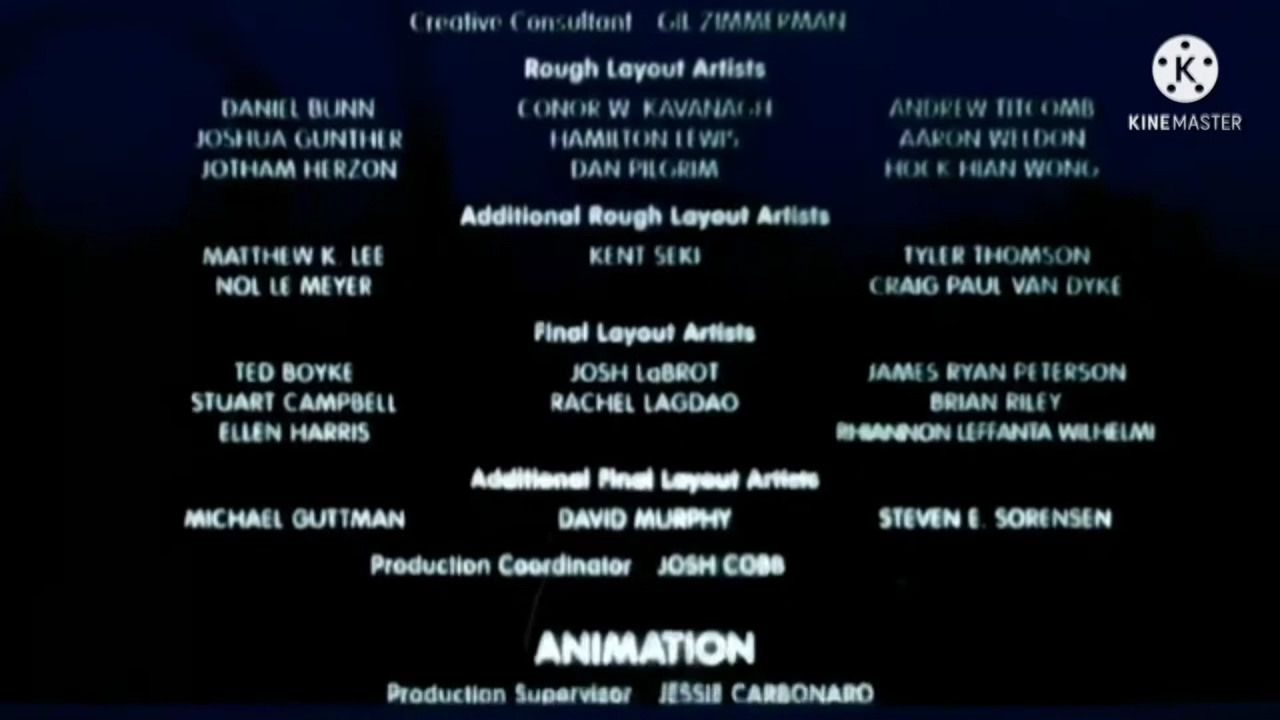 Creative Consultant GIL ZIMMERMAN
Rough Layout Artists
DANIEL BUNN CONOR W. KAVANAGH ANDREW TITCOMB
JOSHUA GUNTHER HAMILTON LEWIS AARON WELDON
JOTHAM HERZON DAN PILGRIM HOCK HIAN WONG
Additional Rough Layout Artists
MATTHEW K. LEE KENT SEKI TYLER THOMSON
NOL LE MEYER CRAIG PAUL VAN DYKE
Final Layout Artists
TED BOYKE JOSH LaBROT JAMES RYAN PETERSON
STUART CAMPBELL RACHEL LAGDAO BRIAN RILEY
ELLEN HARRIS RHIANNON LEFFANTA WILHELMI
Additional Final Layout Artists
MICHAEL GUTTMAN DAVID MURPHY STEVEN E. SORENSEN
Production Coordinator JOSH COBB
ANIMATION
Production Supervisor JESSIE CARBONARO
K
KINEMASTER